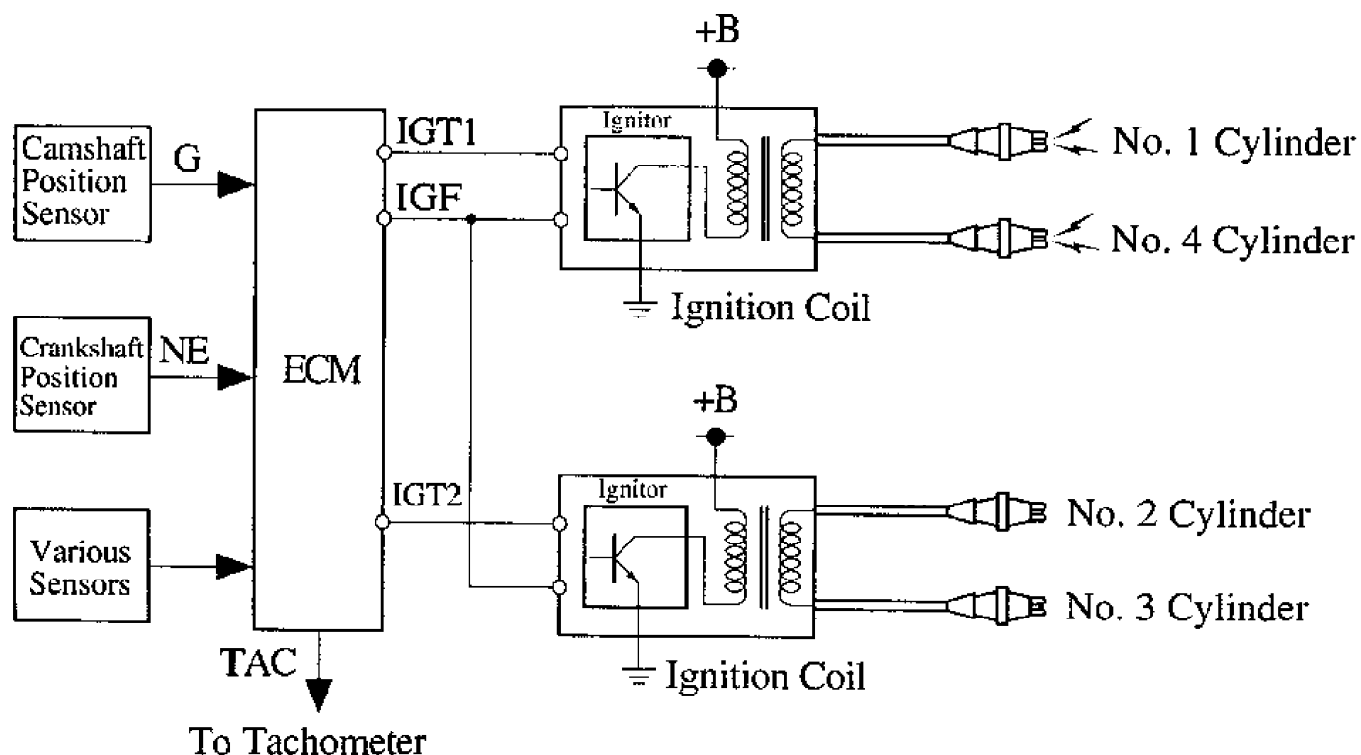 +B
Ignitor
IGT1
No. 1 Cylinder
Camshaft
Position
Sensor
G
IGF
No. 4 Cylinder
Ignition Coil
Crankshaft
Position
Sensor
NE
ECM
+B
Ignitor
IGT2
No. 2 Cylinder
Various
Sensors
No. 3 Cylinder
TAC
Ignition Coil
To Tachometer